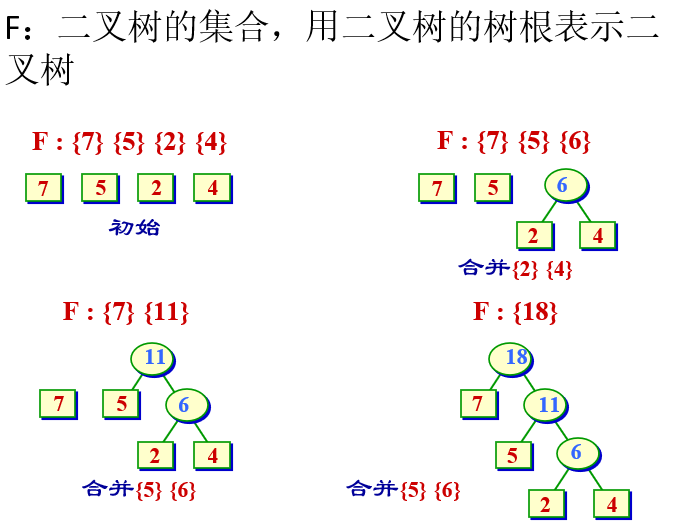 F：二叉树的集合，用二叉树的树根表示二
叉树
F : {7} {5} {2} {4}
7 5 2 4
初始
F : {7} {5} {6}
7 5 6
2 4
合并{2} {4}
F : {7} {11}
11
7 5 6
2 4
合并{5} {6}
F : {18}
18
7 11
5 6
2 4
合并{5} {6}